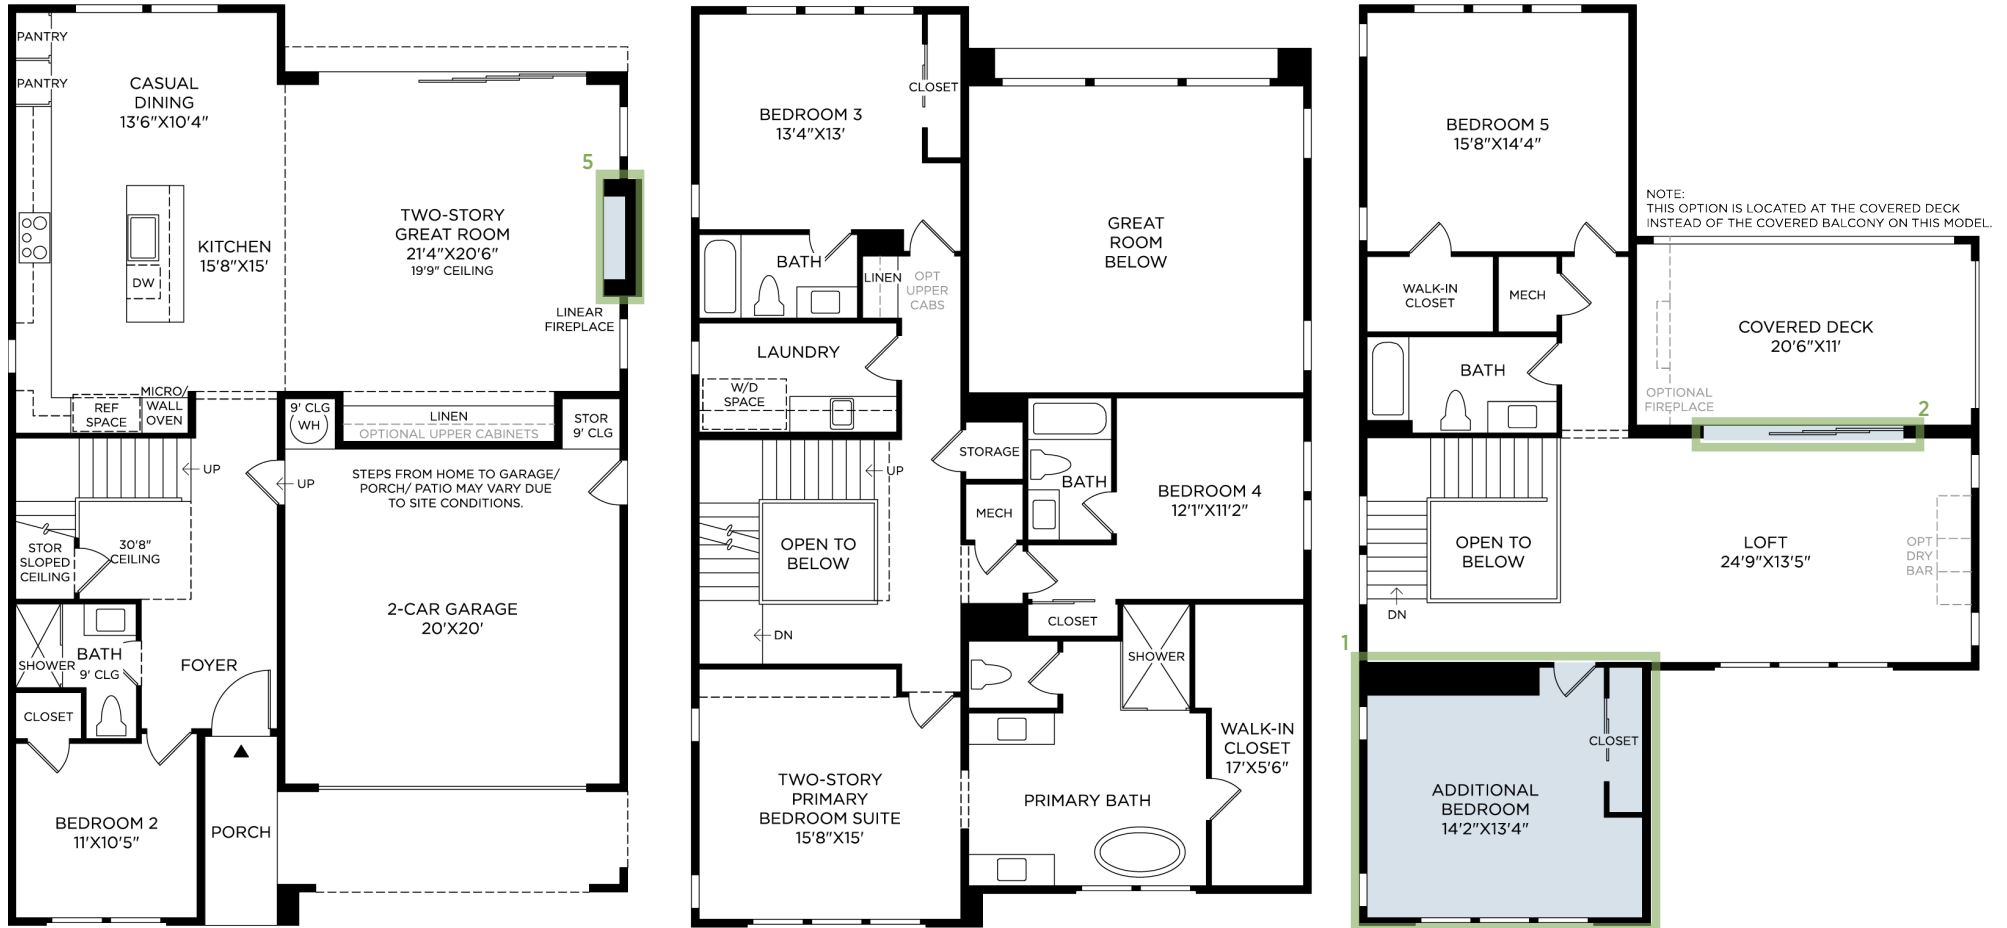 PANTRY
PANTRY
CASUAL
DINING
13'6"X10'4"
KITCHEN
15'8"X15'
DW
TWO-STORY
GREAT ROOM
21'4"X20'6"
19'9" CEILING
5
LINEAR
FIREPLACE
MICRO/
WALL
OVEN
REF
SPACE
9' CLG
WH
LINEN
OPTIONAL UPPER CABINETS
STOR
9' CLG
UP
UP
STEPS FROM HOME TO GARAGE/
PORCH/ PATIO MAY VARY DUE
TO SITE CONDITIONS.
STOR
SLOPED
CEILING
30'8"
CEILING
2-CAR GARAGE
20'X20'
SHOWER
BATH
9' CLG
FOYER
CLOSET
BEDROOM 2
11'X10'5"
PORCH
BEDROOM 3
13'4"X13'
CLOSET
GREAT
ROOM
BELOW
BATH
LINEN
OPT
UPPER
CABS
LAUNDRY
W/D
SPACE
STORAGE
UP
MECH
BATH
BEDROOM 4
12'1"X11'2"
OPEN TO
BELOW
DN
CLOSET
SHOWER
WALK-IN
CLOSET
17'X5'6"
TWO-STORY
PRIMARY
BEDROOM SUITE
15'8"X15'
PRIMARY BATH
BEDROOM 5
15'8"X14'4"
NOTE:
THIS OPTION IS LOCATED AT THE COVERED DECK
INSTEAD OF THE COVERED BALCONY ON THIS MODEL.
WALK-IN
CLOSET
MECH
COVERED DECK
20'6"X11'
BATH
OPTIONAL
FIREPLACE
2
OPEN TO
BELOW
LOFT
24'9"X13'5"
OPT
DRY
BAR
DN
1
CLOSET
ADDITIONAL
BEDROOM
14'2"X13'4"